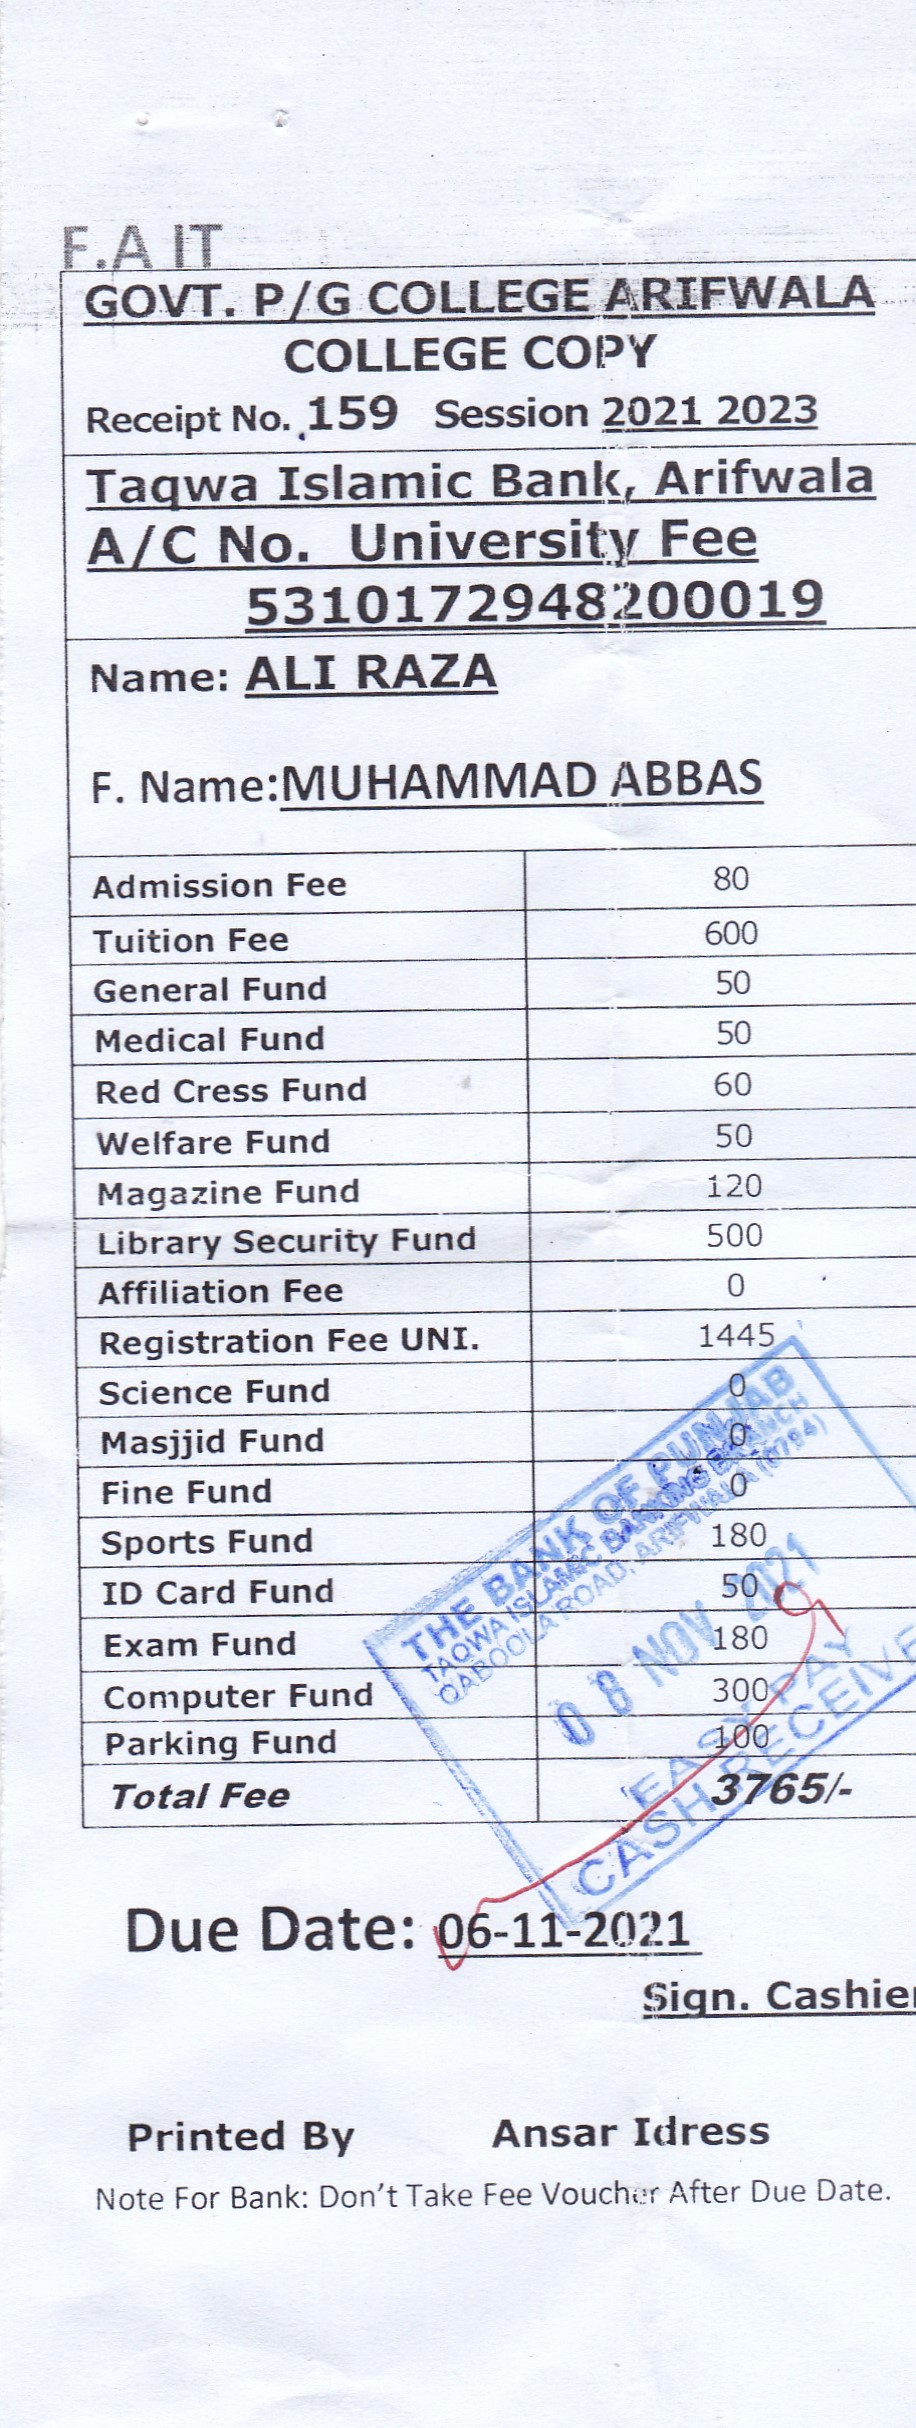 F.A IT
GOVT. P/G COLLEGE ARIFWALA
COLLEGE COPY
Receipt No. 159 Session 2021 2023
Taqwa Islamic Bank, Arifwala
A/C No. University Fee
5310172948200019
Name: ALI RAZA
F. Name:MUHAMMAD ABBAS
Admission Fee 80
Tuition Fee 600
General Fund 50
Medical Fund 50
Red Cress Fund 60
Welfare Fund 50
Magazine Fund 120
Library Security Fund 500
Affiliation Fee 0
Registration Fee UNI. 1445
Science Fund 0
Masjjid Fund 0
Fine Fund 0
Sports Fund 180
ID Card Fund 50
Exam Fund 180
Computer Fund 300
Parking Fund 100
Total Fee 3765/-
THE BANK OF PUNJAB
TAQWA ISLAMIC BANKING BRANCH
QABOOLA ROAD, ARIFWALA (0794)
08 NOV 2021
EASY PAY
CASH RECEIVE
Due Date: 06-11-2021
Sign. Cashier
Printed By Ansar Idress
Note For Bank: Don't Take Fee Voucher After Due Date.